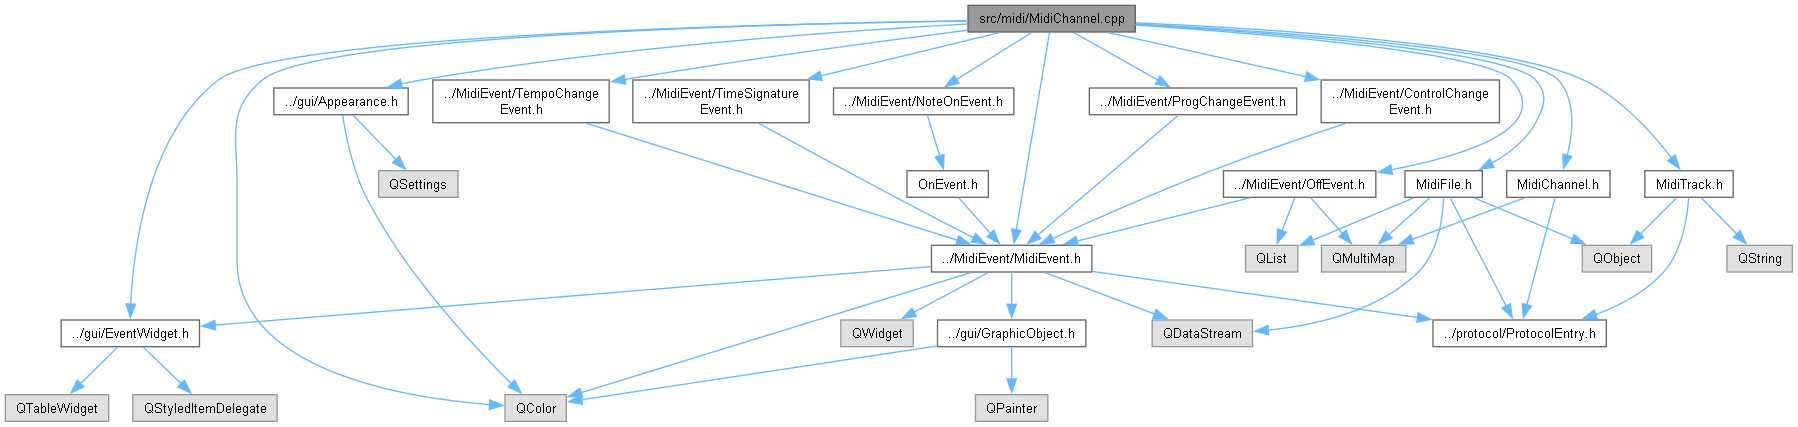 src/midi/MidiChannel.cpp
../gui/Appearance.h
../MidiEvent/TempoChange
Event.h
../MidiEvent/TimeSignature
Event.h
../MidiEvent/NoteOnEvent.h
../MidiEvent/ProgChangeEvent.h
../MidiEvent/ControlChange
Event.h
QSettings
OnEvent.h
../MidiEvent/OffEvent.h
MidiFile.h
MidiChannel.h
MidiTrack.h
../MidiEvent/MidiEvent.h
QList
QMultiMap
QObject
QString
../gui/EventWidget.h
QWidget
../gui/GraphicObject.h
QDataStream
../protocol/ProtocolEntry.h
QTableWidget
QStyledItemDelegate
QColor
QPainter